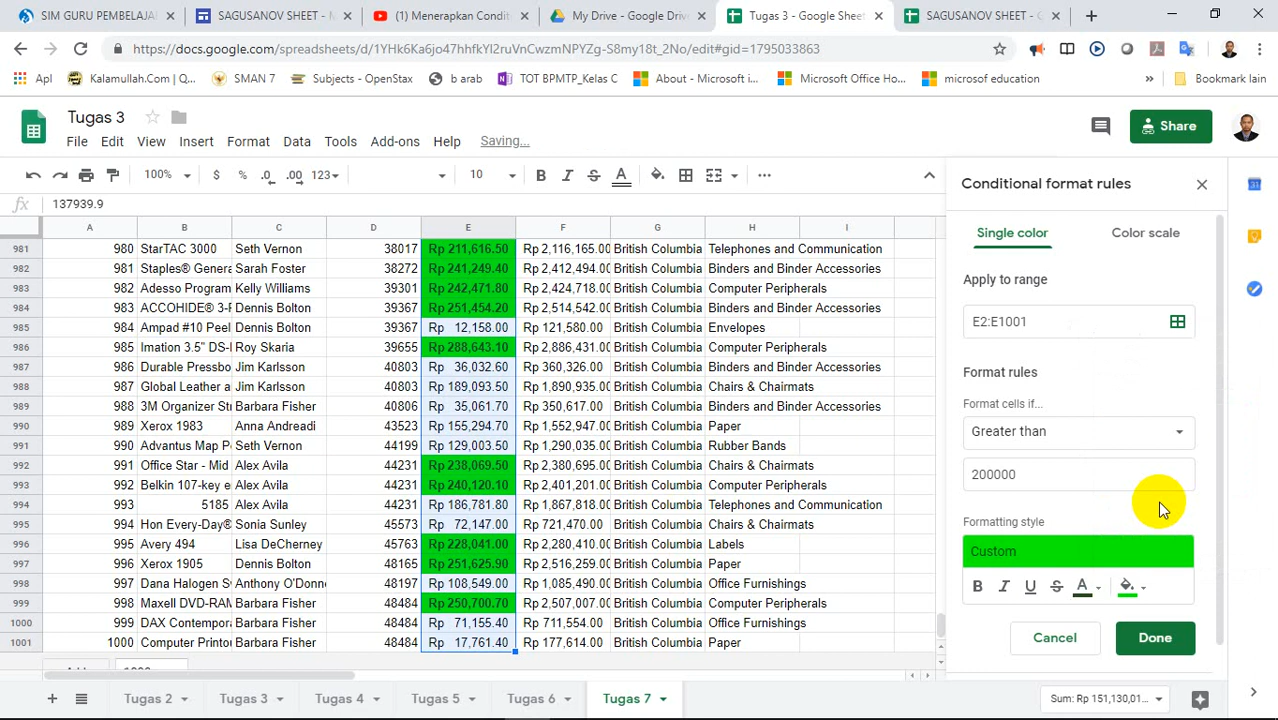 SIM GURU PEMBELAJA
SAGUSANOV SHEET - M
(1) Menerapkan Condit
My Drive - Google Driv
Tugas 3 - Google Sheet
SAGUSANOV SHEET - G
https://docs.google.com/spreadsheets/d/1YHk6Ka6jo47hhfkYI2ruVnCwzmNPYZg-S8my18t_2No/edit#gid=1795033863
Apl
Kalamullah.Com | Q...
SMAN 7
Subjects - OpenStax
b arab
TOT BPMTP_Kelas C
About - Microsoft in
Microsoft Office Ho...
microsof education
»
Bookmark lain
Tugas 3
Share
File Edit View Insert Format Data Tools Add-ons Help Saving...
100% $ % .0 .00 123 10 B I S A
fx 137939.9
A B C D E F G H I
981 980 StarTAC 3000 Seth Vernon 38017 Rp 211,616.50 Rp 2,116,165.00 British Columbia Telephones and Communication
982 981 Staples® Genera Sarah Foster 38272 Rp 241,249.40 Rp 2,412,494.00 British Columbia Binders and Binder Accessories
983 982 Adesso Program Kelly Williams 39301 Rp 242,471.80 Rp 2,424,718.00 British Columbia Computer Peripherals
984 983 ACCOHIDE® 3-R Dennis Bolton 39367 Rp 251,454.20 Rp 2,514,542.00 British Columbia Binders and Binder Accessories
985 984 Ampad #10 Peel Dennis Bolton 39367 Rp 12,158.00 Rp 121,580.00 British Columbia Envelopes
986 985 Imation 3.5" DS- Roy Skaria 39655 Rp 288,643.10 Rp 2,886,431.00 British Columbia Computer Peripherals
987 986 Durable Pressbo Jim Karlsson 40803 Rp 36,032.60 Rp 360,326.00 British Columbia Binders and Binder Accessories
988 987 Global Leather a Jim Karlsson 40803 Rp 189,093.50 Rp 1,890,935.00 British Columbia Chairs & Chairmats
989 988 3M Organizer Str Barbara Fisher 40806 Rp 35,061.70 Rp 350,617.00 British Columbia Binders and Binder Accessories
990 989 Xerox 1983 Anna Andreadi 43523 Rp 155,294.70 Rp 1,552,947.00 British Columbia Paper
991 990 Advantus Map P Seth Vernon 44199 Rp 129,003.50 Rp 1,290,035.00 British Columbia Rubber Bands
992 991 Office Star - Mid Alex Avila 44231 Rp 238,069.50 Rp 2,380,695.00 British Columbia Chairs & Chairmats
993 992 Belkin 107-key e Alex Avila 44231 Rp 240,120.10 Rp 2,401,201.00 British Columbia Computer Peripherals
994 993 5185 Alex Avila 44231 Rp 186,781.80 Rp 1,867,818.00 British Columbia Telephones and Communication
995 994 Hon Every-Day® Sonia Sunley 45573 Rp 72,147.00 Rp 721,470.00 British Columbia Chairs & Chairmats
996 995 Avery 494 Lisa DeCherney 45763 Rp 228,041.00 Rp 2,280,410.00 British Columbia Labels
997 996 Xerox 1905 Dennis Bolton 48165 Rp 251,625.90 Rp 2,516,259.00 British Columbia Paper
998 997 Dana Halogen S Anthony O'Donne 48197 Rp 108,549.00 Rp 1,085,490.00 British Columbia Office Furnishings
999 998 Maxell DVD-RAM Barbara Fisher 48484 Rp 250,700.70 Rp 2,507,007.00 British Columbia Computer Peripherals
1000 999 DAX Contempora Barbara Fisher 48484 Rp 71,155.40 Rp 711,554.00 British Columbia Office Furnishings
1001 1000 Computer Printo Barbara Fisher 48484 Rp 17,761.40 Rp 177,614.00 British Columbia Paper
Conditional format rules
Single color
Color scale
Apply to range
E2:E1001
Format rules
Format cells if...
Greater than
200000
Formatting style
Custom
B I U S A
Cancel
Done
Tugas 2
Tugas 3
Tugas 4
Tugas 5
Tugas 6
Tugas 7
Sum: Rp 151,130,01...